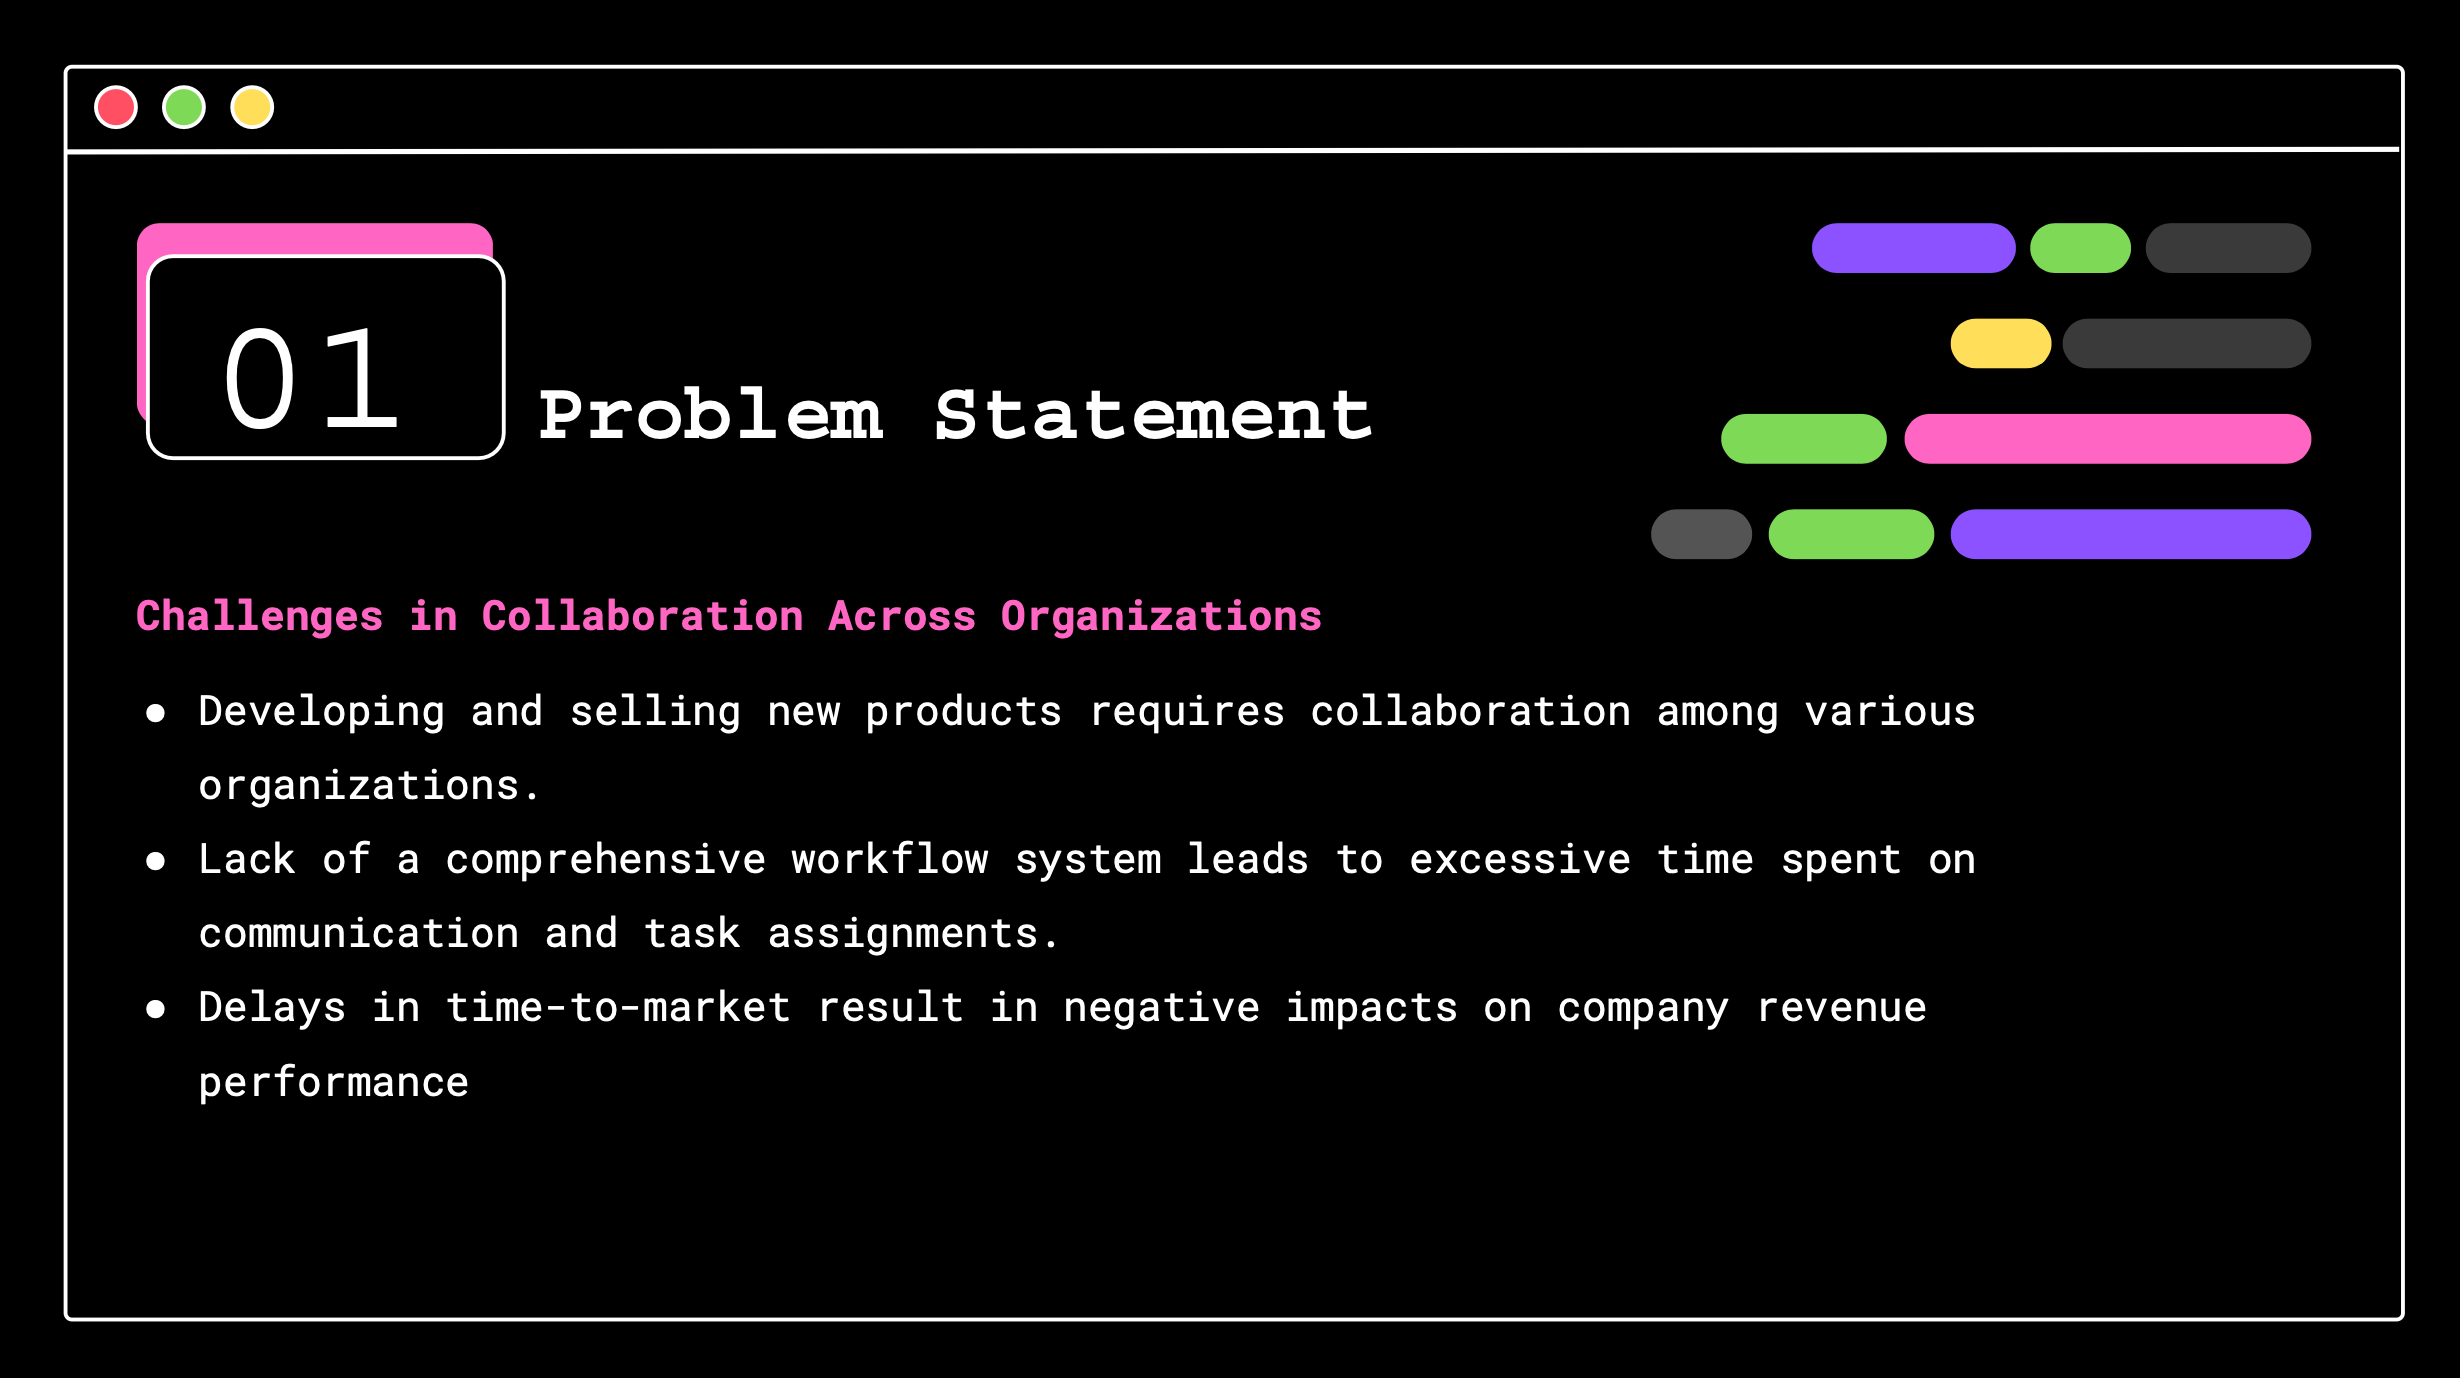 01
Problem Statement
Challenges in Collaboration Across Organizations
● Developing and selling new products requires collaboration among various
organizations.
● Lack of a comprehensive workflow system leads to excessive time spent on
communication and task assignments.
● Delays in time-to-market result in negative impacts on company revenue
performance